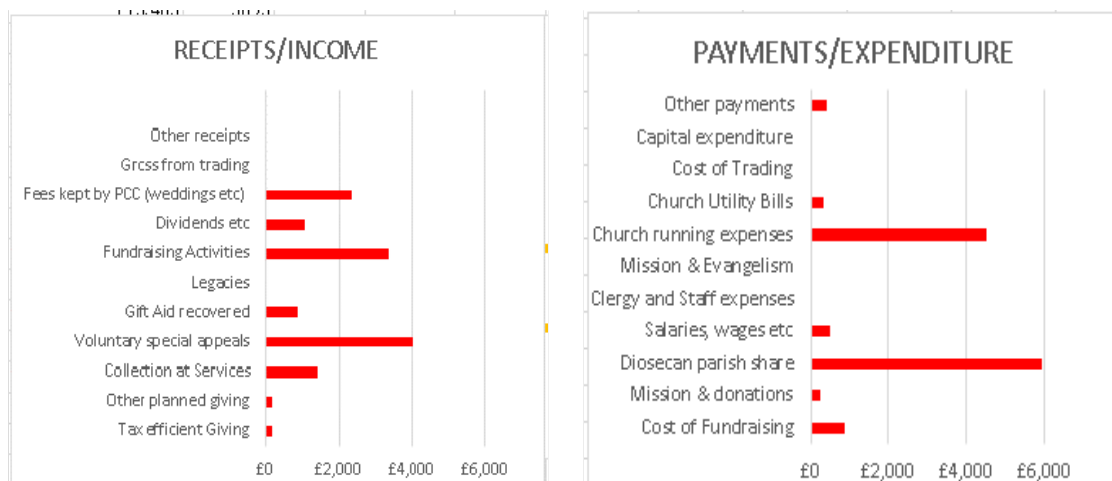 RECEIPTS/INCOME
Other receipts
Grcss from trading
Fees kept by PCC (weddings etc)
Dividends etc
Fundraising Activities
Legacies
Gift Aid recovered
Voluntary special appeals
Collection at Services
Other planned giving
Tax efficient Giving
£0 £2,000 £4,000 £6,000
PAYMENTS/EXPENDITURE
Other payments
Capital expenditure
Cost of Trading
Church Utility Bills
Church running expenses
Mission & Evangelism
Clergy and Staff expenses
Salaries, wages etc
Diosecan parish share
Mission & donations
Cost of Fundraising
£0 £2,000 £4,000 £6,000